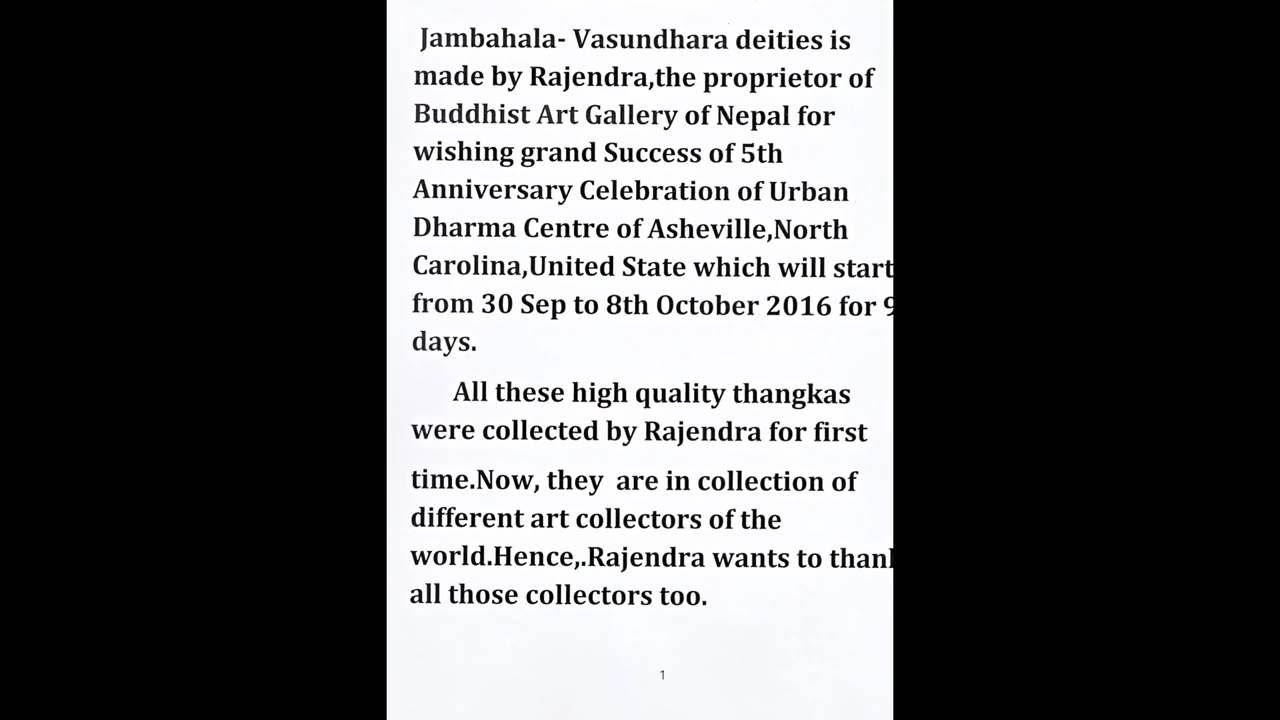 Jambahala- Vasundhara deities is
made by Rajendra,the proprietor of
Buddhist Art Gallery of Nepal for
wishing grand Success of 5th
Anniversary Celebration of Urban
Dharma Centre of Asheville,North
Carolina,United State which will start
from 30 Sep to 8th October 2016 for 9
days.
All these high quality thangkas
were collected by Rajendra for first
time.Now, they  are in collection of
different art collectors of the
world.Hence,.Rajendra wants to thank
all those collectors too.
1